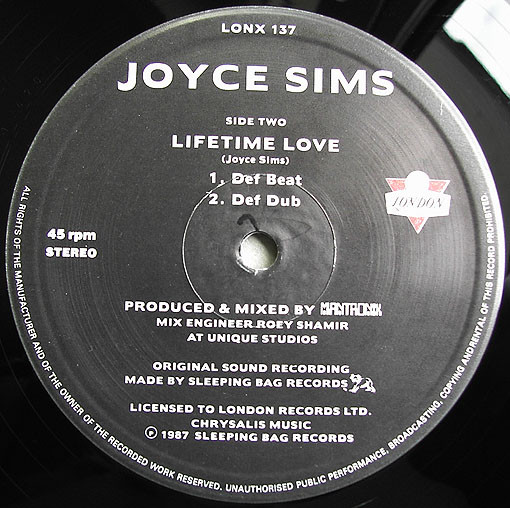 LONX 137
JOYCE SIMS
SIDE TWO
LIFETIME LOVE
(Joyce Sims)
1. Def Beat
2. Def Dub
LONDON
45 rpm
STEREO
PRODUCED & MIXED BY MANTRONIX
MIX ENGINEER ROEY SHAMIR
AT UNIQUE STUDIOS
ORIGINAL SOUND RECORDING
MADE BY SLEEPING BAG RECORDS
LICENSED TO LONDON RECORDS LTD.
CHRYSALIS MUSIC
℗ 1987 SLEEPING BAG RECORDS
ALL RIGHTS OF THE MANUFACTURER AND OF THE OWNER OF THE RECORDED WORK RESERVED. UNAUTHORISED PUBLIC PERFORMANCE, BROADCASTING, COPYING AND RENTAL OF THIS RECORD PROHIBITED.